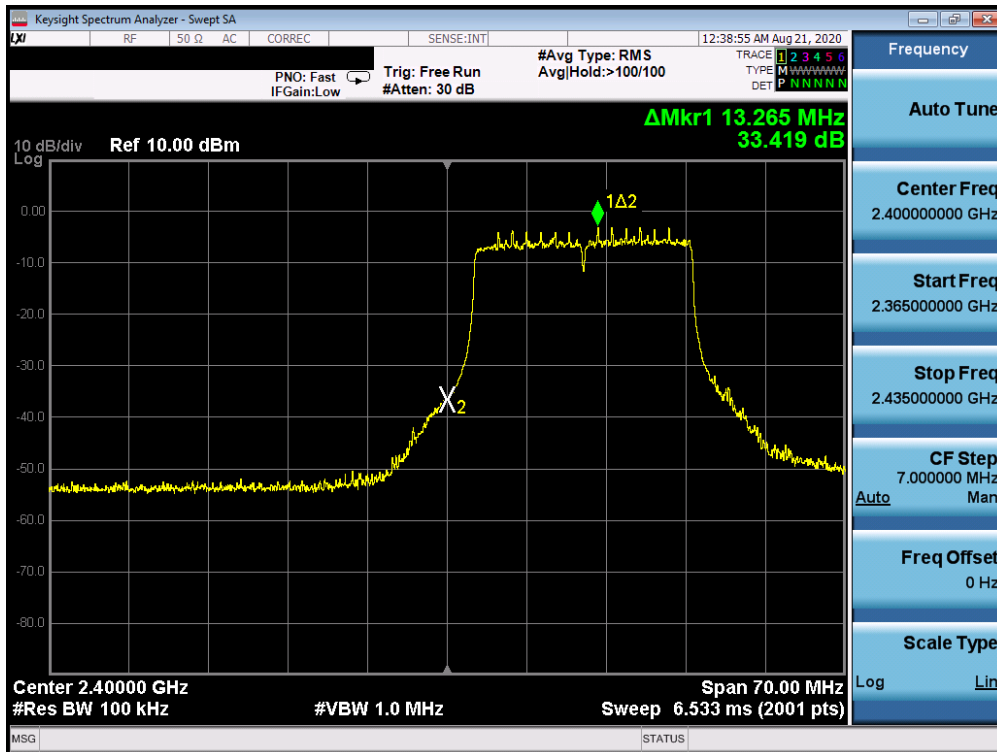 Keysight Spectrum Analyzer - Swept SA
LXI RF 50 Ω AC CORREC SENSE:INT 12:38:55 AM Aug 21, 2020
PNO: Fast
IFGain:Low
Trig: Free Run
#Atten: 30 dB
#Avg Type: RMS
Avg|Hold:>100/100
TRACE 1 2 3 4 5 6
TYPE M WWWWW
DET P N N N N N
ΔMkr1 13.265 MHz
33.419 dB
10 dB/div Ref 10.00 dBm
Log
0.00
-10.0
-20.0
-30.0
-40.0
-50.0
-60.0
-70.0
-80.0
1Δ2
X2
Center 2.40000 GHz Span 70.00 MHz
#Res BW 100 kHz #VBW 1.0 MHz Sweep 6.533 ms (2001 pts)
MSG STATUS
Frequency
Auto Tune
Center Freq
2.400000000 GHz
Start Freq
2.365000000 GHz
Stop Freq
2.435000000 GHz
CF Step
7.000000 MHz
Auto Man
Freq Offset
0 Hz
Scale Type
Log Lin